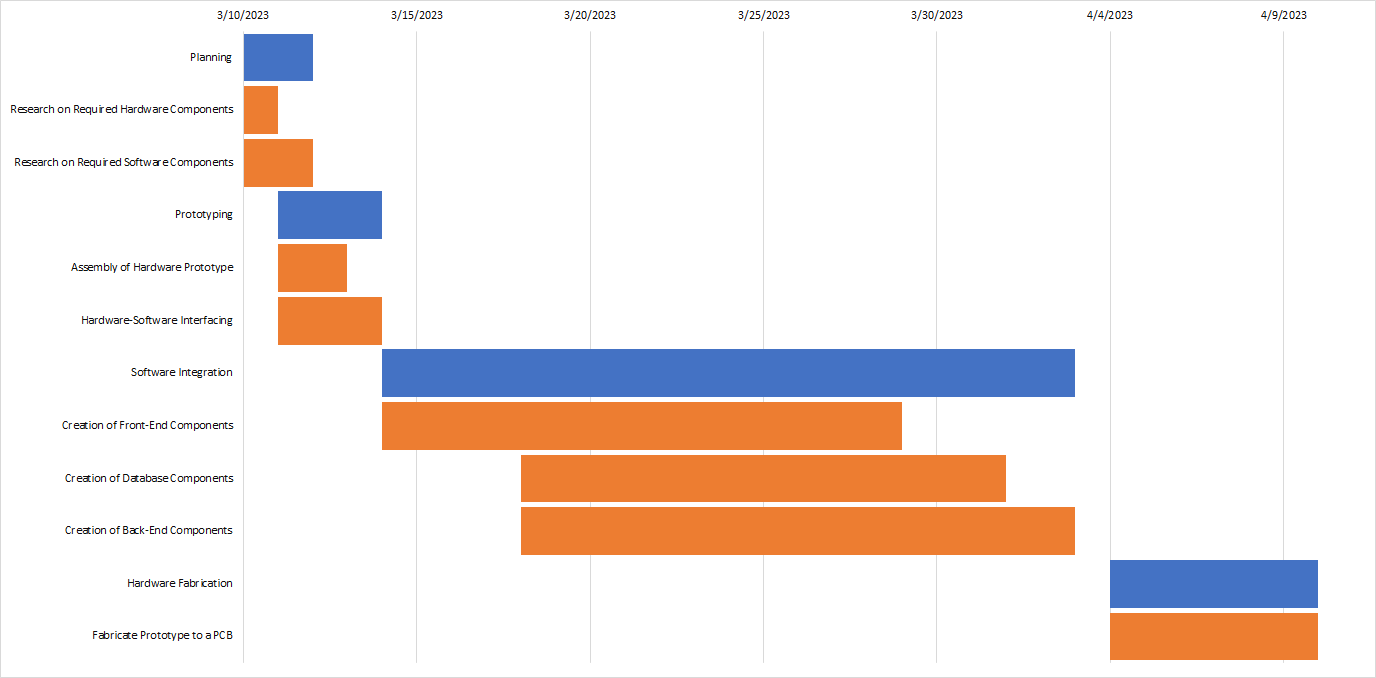 3/10/2023 3/15/2023 3/20/2023 3/25/2023 3/30/2023 4/4/2023 4/9/2023
Planning
Research on Required Hardware Components
Research on Required Software Components
Prototyping
Assembly of Hardware Prototype
Hardware-Software Interfacing
Software Integration
Creation of Front-End Components
Creation of Database Components
Creation of Back-End Components
Hardware Fabrication
Fabricate Prototype to a PCB